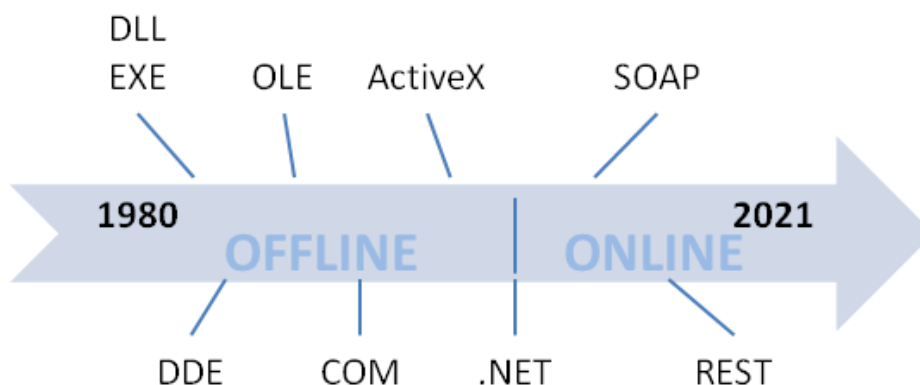 DLL
EXE OLE ActiveX SOAP
1980 2021
OFFLINE ONLINE
DDE COM .NET REST